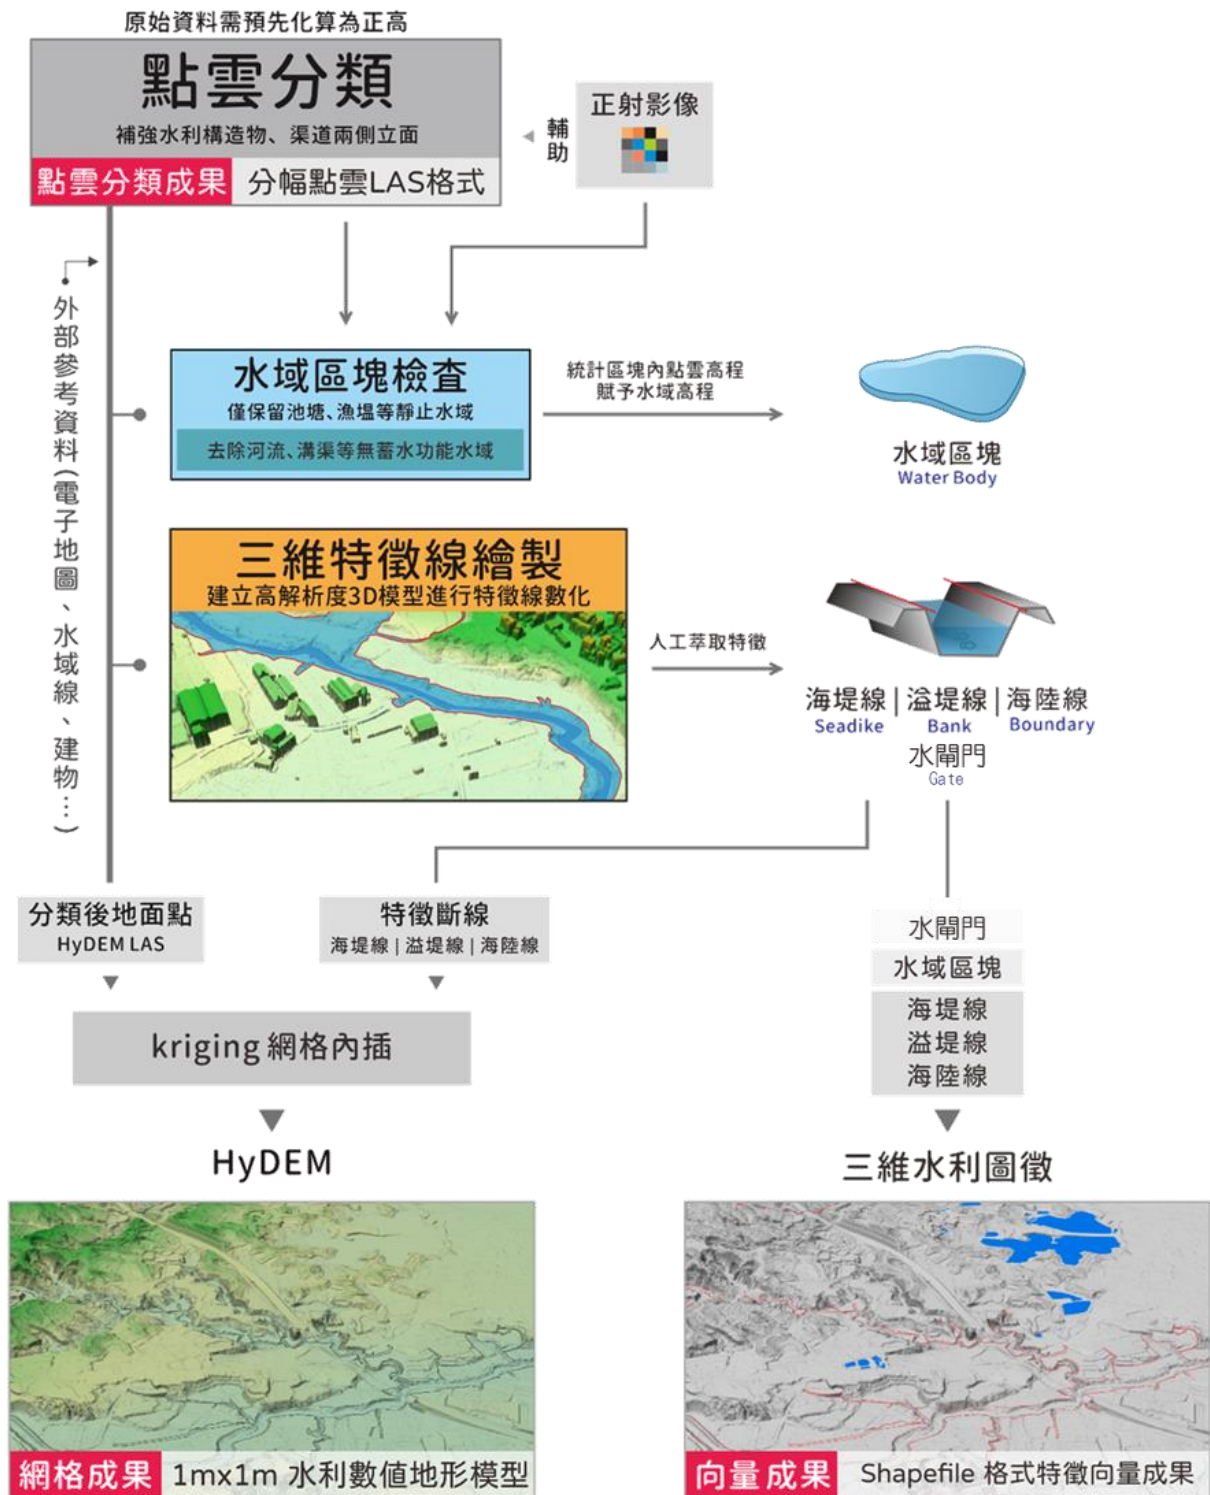 原始資料需預先化算為正高
點雲分類
補強水利構造物、渠道兩側立面
點雲分類成果 分幅點雲LAS格式
正射影像
輔助
外部參考資料(電子地圖、水域線、建物…)
水域區塊檢查
僅保留池塘、漁塭等靜止水域
去除河流、溝渠等無蓄水功能水域
統計區塊內點雲高程
賦予水域高程
水域區塊
Water Body
三維特徵線繪製
建立高解析度3D模型進行特徵線數化
人工萃取特徵
海堤線 | 溢堤線 | 海陸線
Seadike Bank Boundary
水閘門
Gate
分類後地面點
HyDEM LAS
特徵斷線
海堤線 | 溢堤線 | 海陸線
水閘門
水域區塊
海堤線
溢堤線
海陸線
kriging 網格內插
HyDEM
三維水利圖徵
網格成果 1mx1m 水利數值地形模型
向量成果 Shapefile 格式特徵向量成果